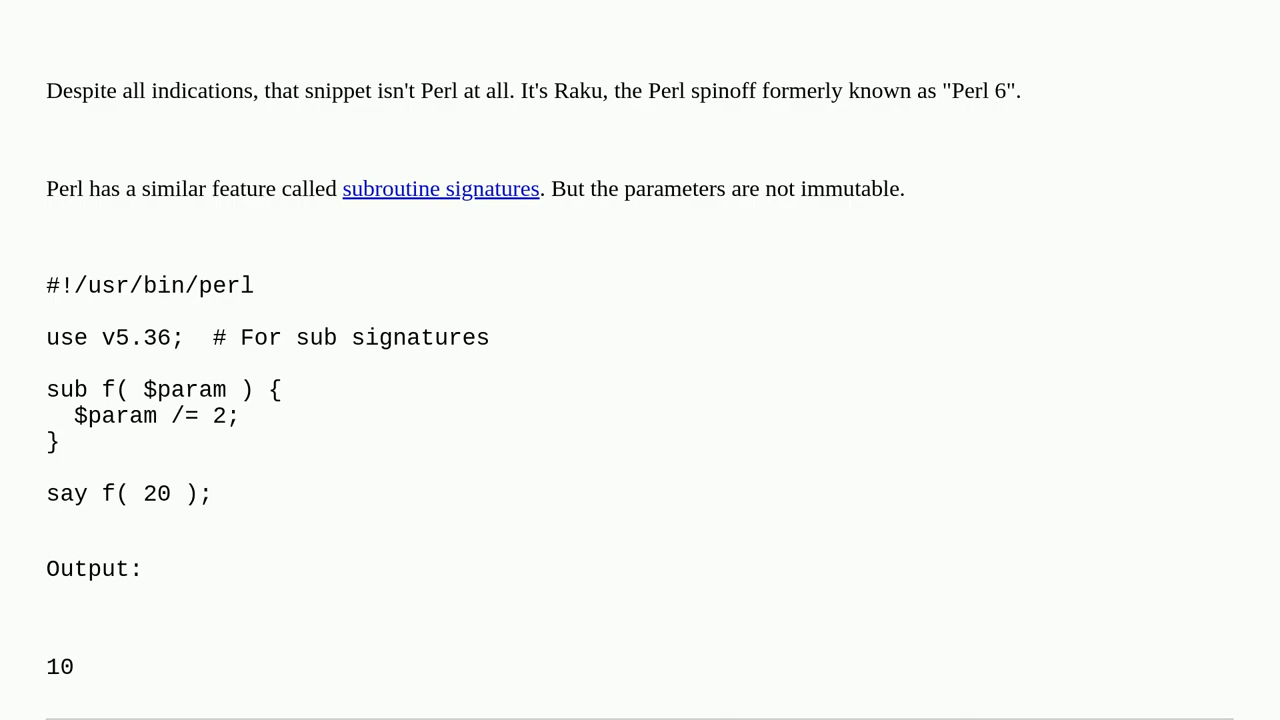 Despite all indications, that snippet isn't Perl at all. It's Raku, the Perl spinoff formerly known as "Perl 6".
Perl has a similar feature called subroutine signatures. But the parameters are not immutable.
#!/usr/bin/perl
use v5.36;  # For sub signatures
sub f( $param ) {
  $param /= 2;
}
say f( 20 );
Output:
10